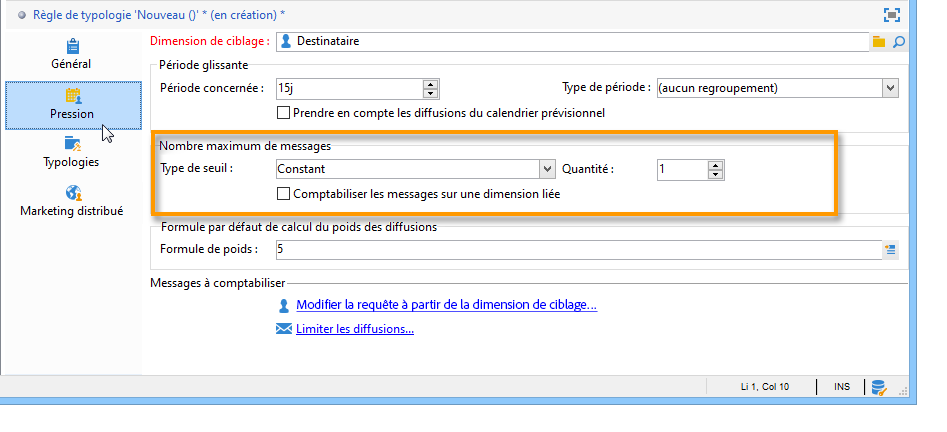 Règle de typologie 'Nouveau ()' * (en création) *
Général
Pression
Typologies
Marketing distribué
Dimension de ciblage : Destinataire
Période glissante
Période concernée : 15j Type de période : (aucun regroupement)
Prendre en compte les diffusions du calendrier prévisionnel
Nombre maximum de messages
Type de seuil : Constant Quantité : 1
Comptabiliser les messages sur une dimension liée
Formule par défaut de calcul du poids des diffusions
Formule de poids : 5
Messages à comptabiliser
Modifier la requête à partir de la dimension de ciblage...
Limiter les diffusions...
Li 1, Col 10 INS